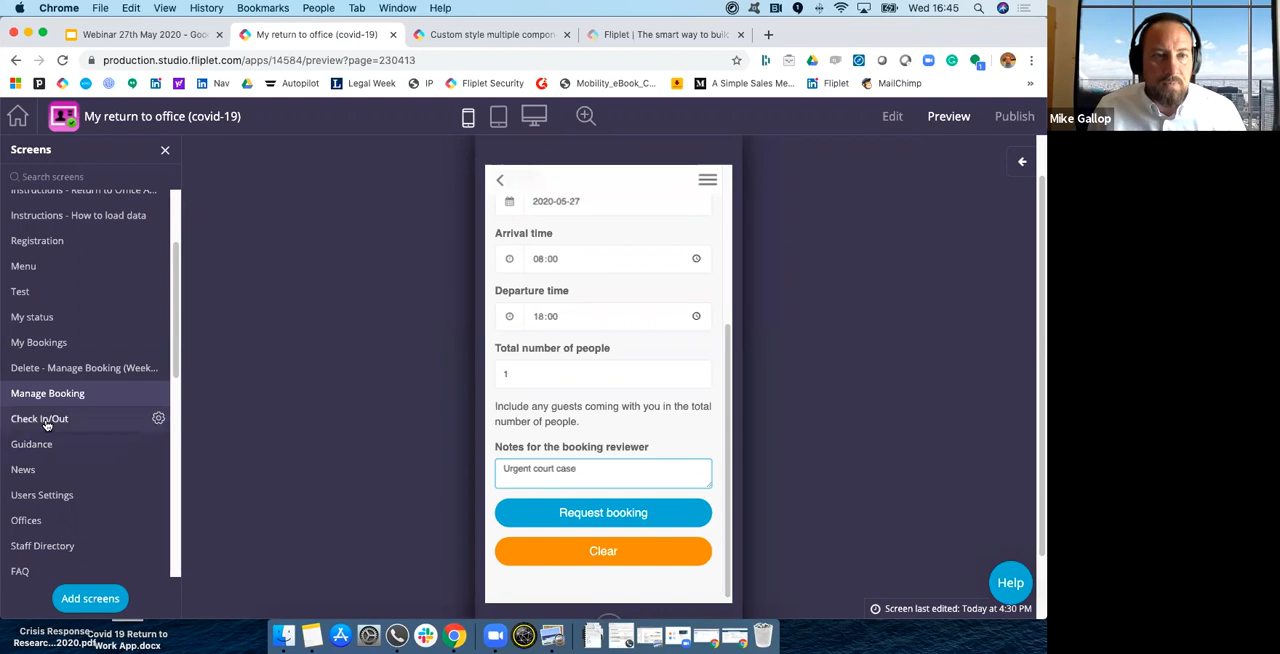 Chrome File Edit View History Bookmarks People Tab Window Help Wed 16:45
Webinar 27th May 2020 - Goo × My return to office (covid-19) × Custom style multiple compon × Fliplet | The smart way to buil × +
production.studio.fliplet.com/apps/14584/preview?page=230413
Nav Autopilot Legal Week IP Fliplet Security Mobility_eBook_C... A Simple Sales Me... Fliplet MailChimp »
My return to office (covid-19) Edit Preview Publish
Mike Gallop
Screens
Search screens
Instructions - Return to Office A...
Instructions - How to load data
Registration
Menu
Test
My status
My Bookings
Delete - Manage Booking (Week...
Manage Booking
Check In/Out
Guidance
News
Users Settings
Offices
Staff Directory
FAQ
Add screens
2020-05-27
Arrival time
08:00
Departure time
18:00
Total number of people
1
Include any guests coming with you in the total
number of people.
Notes for the booking reviewer
Urgent court case
Request booking
Clear
Help
Screen last edited: Today at 4:30 PM
Crisis Response
Researc...2020.pdf
Covid 19 Return to
Work App.docx